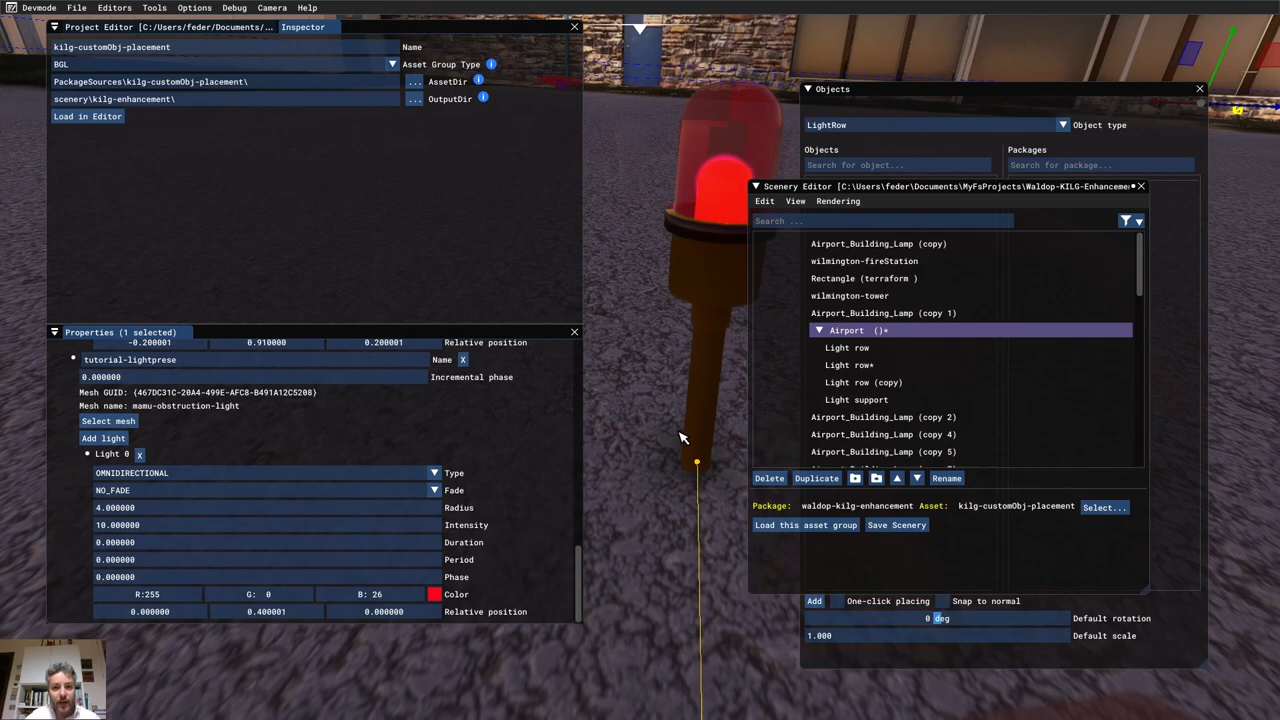 Devmode File Editors Tools Options Debug Camera Help
Project Editor [C:/Users/feder/Documents/... Inspector
kilg-customObj-placement Name
BGL Asset Group Type
PackageSources\kilg-customObj-placement\ ... AssetDir
scenery\kilg-enhancement\ ... OutputDir
Load in Editor
Objects
LightRow Object type
Objects Packages
Search for object... Search for package...
Scenery Editor [C:\Users\feder\Documents\MyFsProjects\Waldop-KILG-Enhancemen
Edit View Rendering
Search ...
Airport_Building_Lamp (copy)
wilmington-fireStation
Rectangle (terraform )
wilmington-tower
Airport_Building_Lamp (copy 1)
Airport ()*
Light row
Light row*
Light row (copy)
Light support
Airport_Building_Lamp (copy 2)
Airport_Building_Lamp (copy 4)
Airport_Building_Lamp (copy 5)
Delete Duplicate Rename
Package: waldop-kilg-enhancement Asset: kilg-customObj-placement Select...
Load this asset group Save Scenery
Add One-click placing Snap to normal
0 deg Default rotation
1.000 Default scale
Properties (1 selected)
-0.200001 0.910000 0.200001 Relative position
tutorial-lightprese Name X
0.000000 Incremental phase
Mesh GUID: {467DC31C-20A4-499E-AFC8-B491A12C5208}
Mesh name: mamu-obstruction-light
Select mesh
Add light
Light 0 X
OMNIDIRECTIONAL Type
NO_FADE Fade
4.000000 Radius
10.000000 Intensity
0.000000 Duration
0.000000 Period
0.000000 Phase
R:255 G: 0 B: 26 Color
0.000000 0.400001 0.000000 Relative position